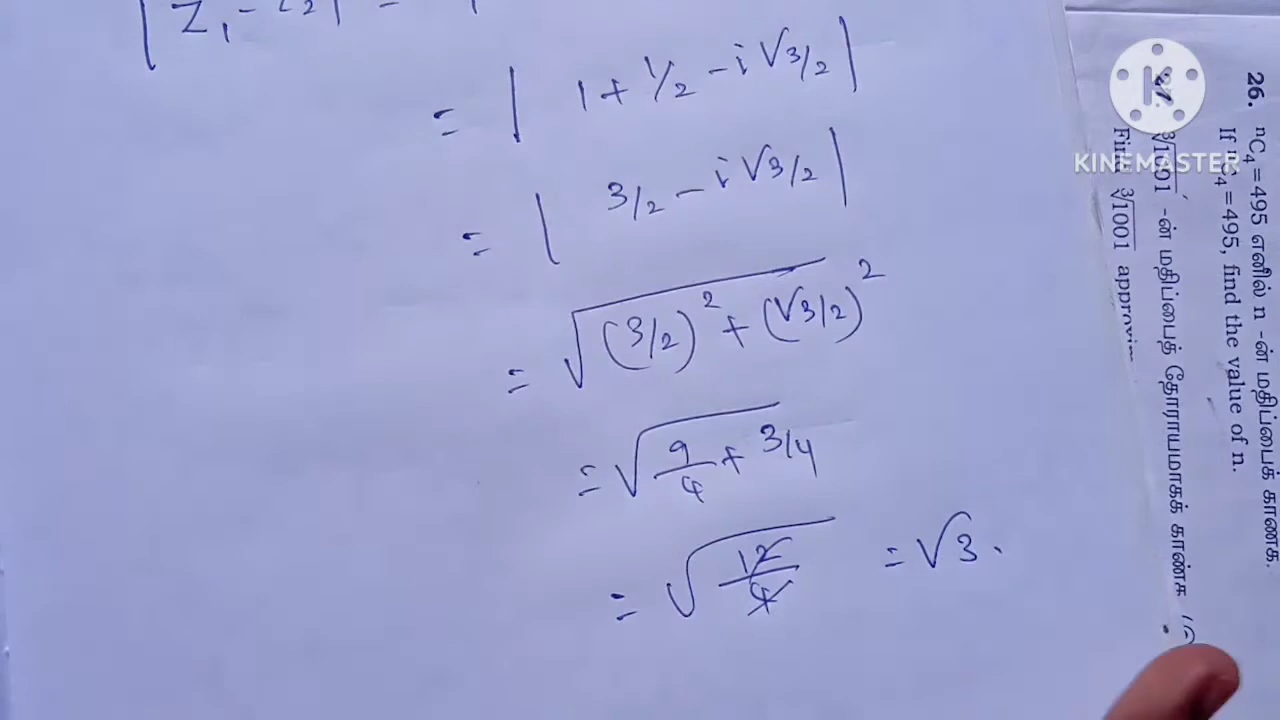 |Z₁ - Z₂| =
= | 1 + 1/2 - i√3/2 |
= | 3/2 - i√3/2 |
= √((3/2)² + (√3/2)²)
= √(9/4 + 3/4)
= √(12/4) = √3.
26. ⁿC₄ = 495 எனில் n - ன் மதிப்பைக் காண்க.
If ⁿC₄ = 495, find the value of n.
-ன் மதிப்பைத் தோராயமாகக் காண்க
Find ∛1001
KINEMASTER